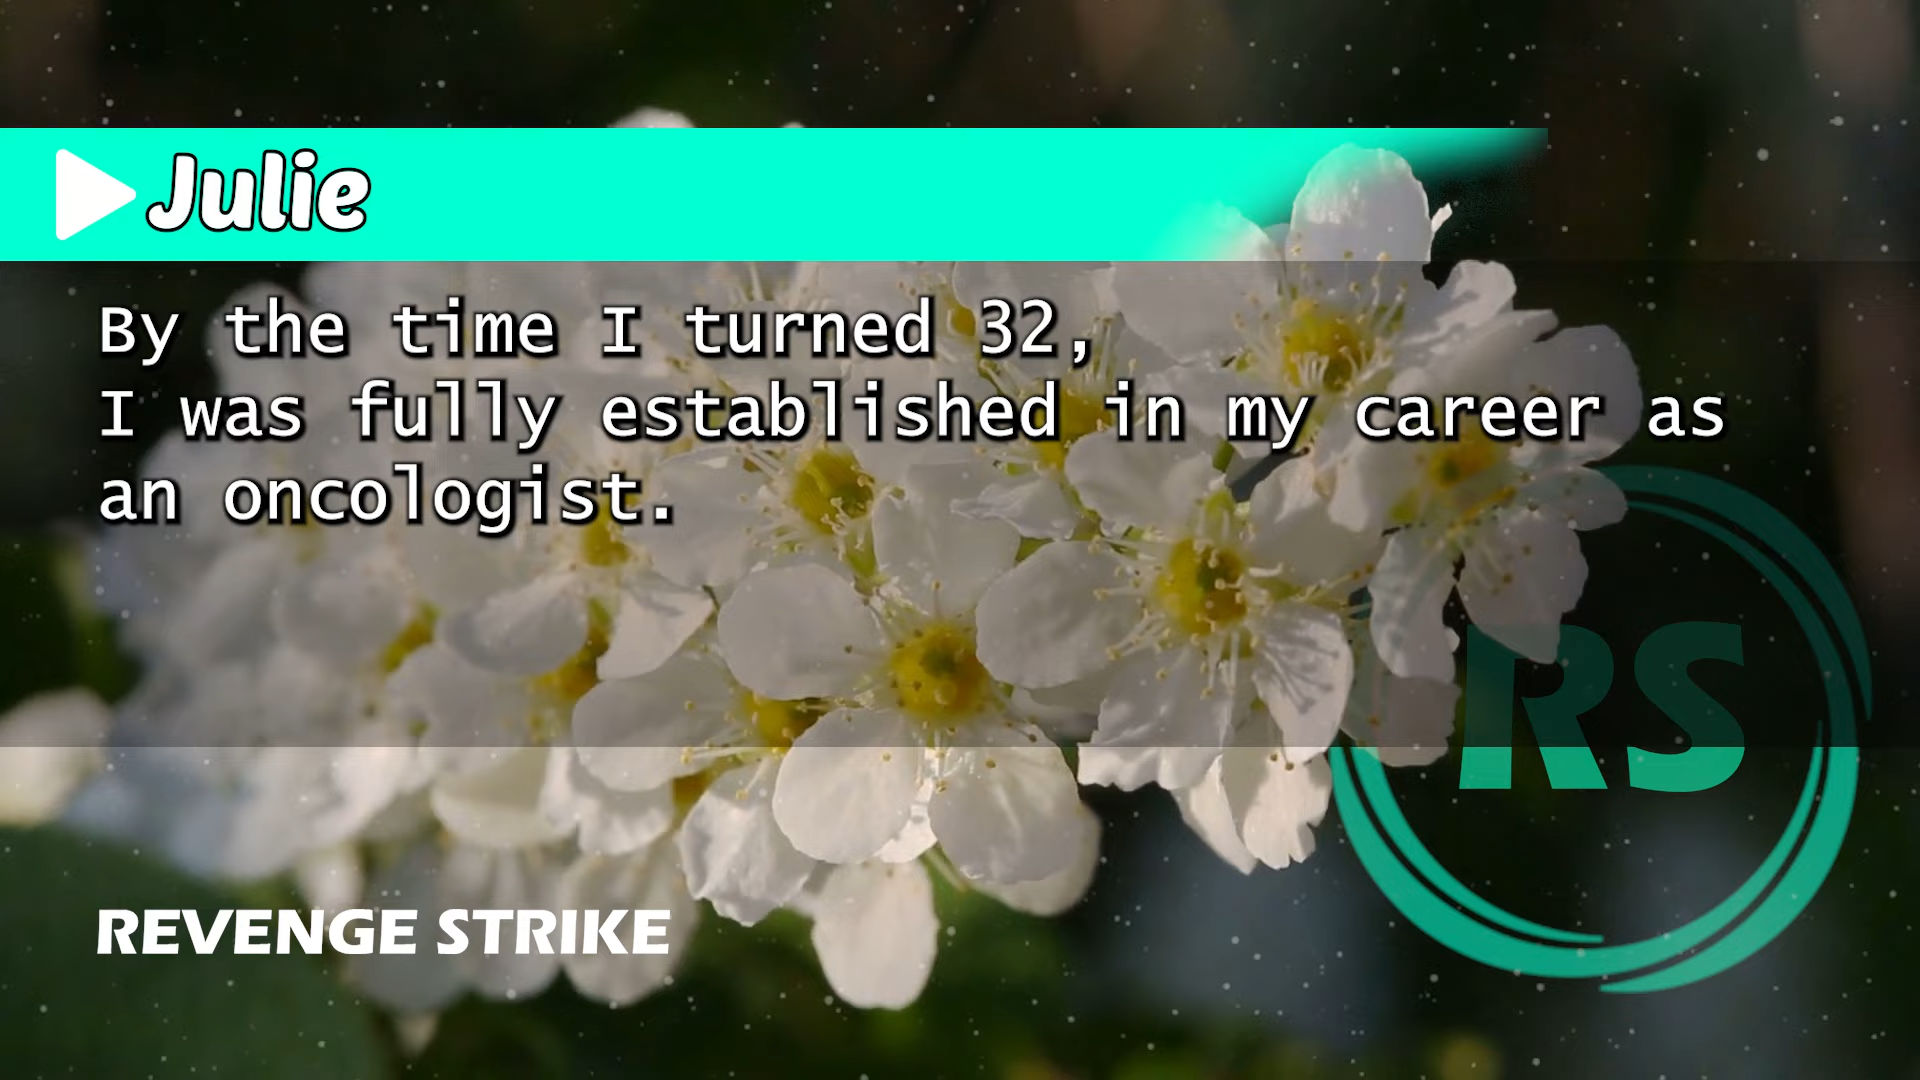 Julie
By the time I turned 32,
I was fully established in my career as
an oncologist.
RS
REVENGE STRIKE